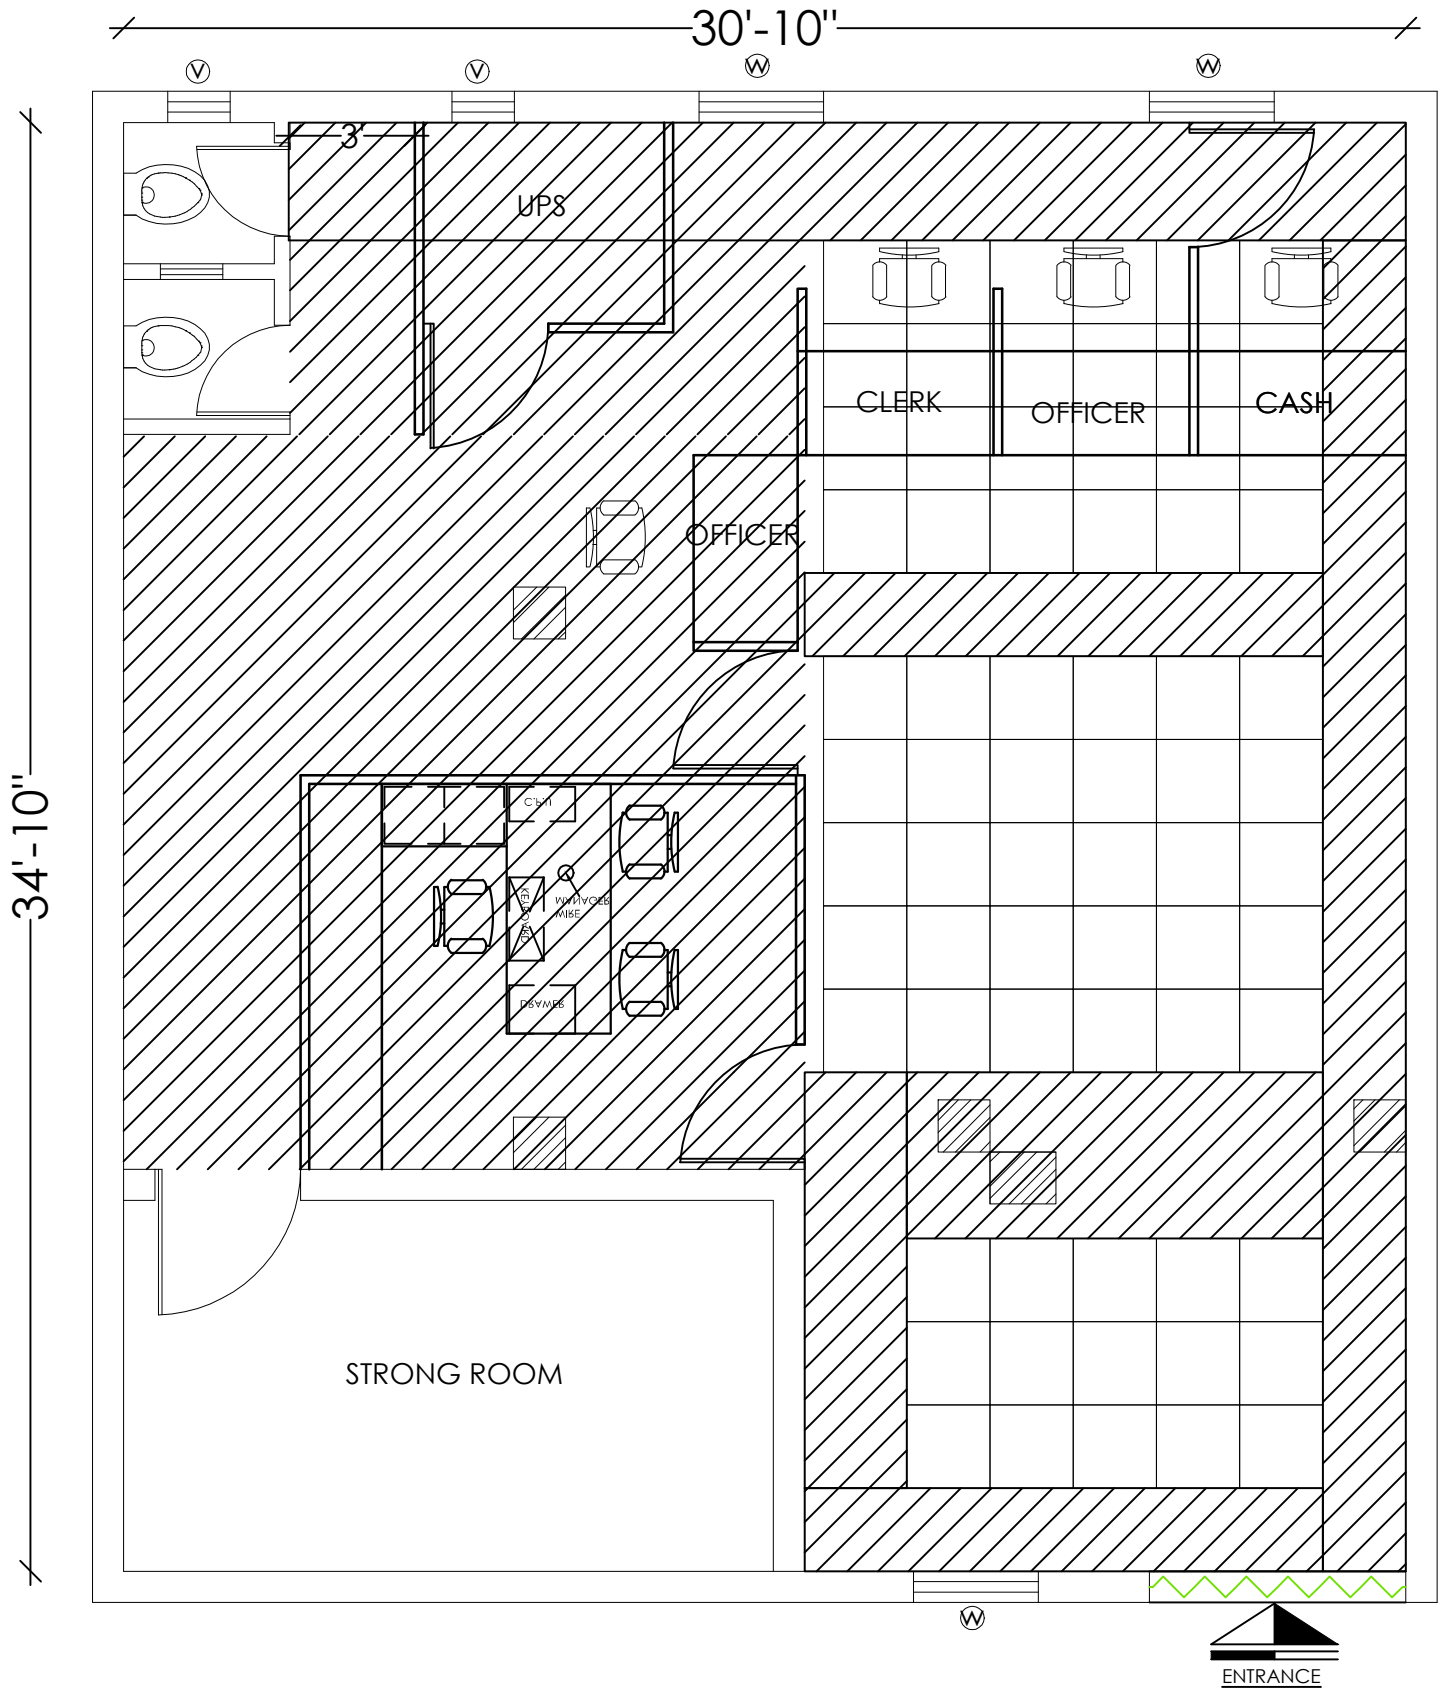 30'-10"
V
V
W
W
3'
UPS
CLERK
OFFICER
CASH
OFFICER
34'-10"
C.P.U
KEYBOARD
MANAGER
WIRE
DRAWER
STRONG ROOM
W
ENTRANCE